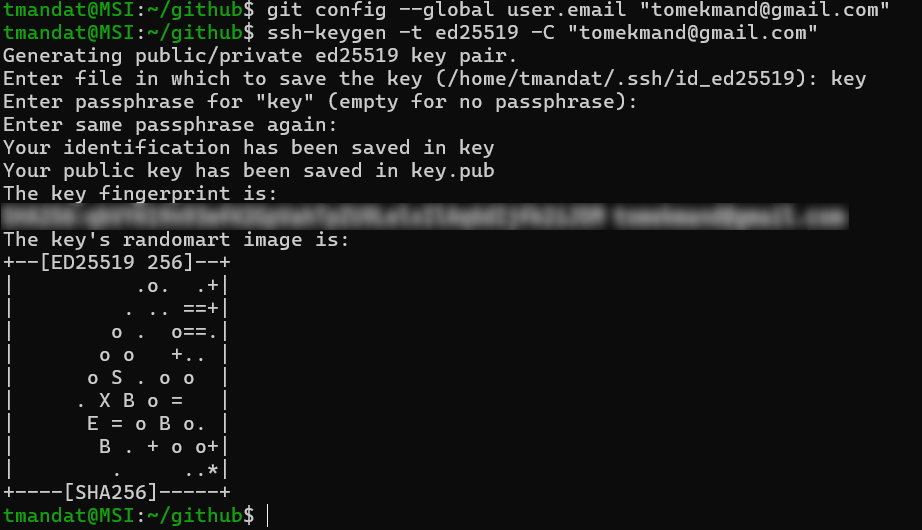 tmandat@MSI:~/github$ git config --global user.email "tomekmand@gmail.com"
tmandat@MSI:~/github$ ssh-keygen -t ed25519 -C "tomekmand@gmail.com"
Generating public/private ed25519 key pair.
Enter file in which to save the key (/home/tmandat/.ssh/id_ed25519): key
Enter passphrase for "key" (empty for no passphrase):
Enter same passphrase again:
Your identification has been saved in key
Your public key has been saved in key.pub
The key fingerprint is:
The key's randomart image is:
+--[ED25519 256]--+
|          .o.  .+|
|         . .. ==+|
|        o .  o==.|
|       o o   +.. |
|      o S . o o  |
|     . X B o =   |
|      E = o B o. |
|       B . + o o+|
|        .     ..*|
+----[SHA256]-----+
tmandat@MSI:~/github$